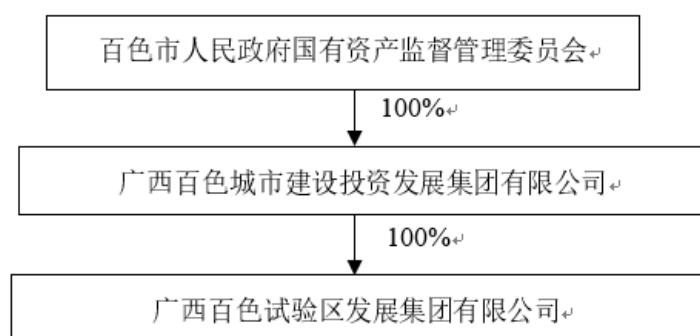 百色市人民政府国有资产监督管理委员会
100%
广西百色城市建设投资发展集团有限公司
100%
广西百色试验区发展集团有限公司